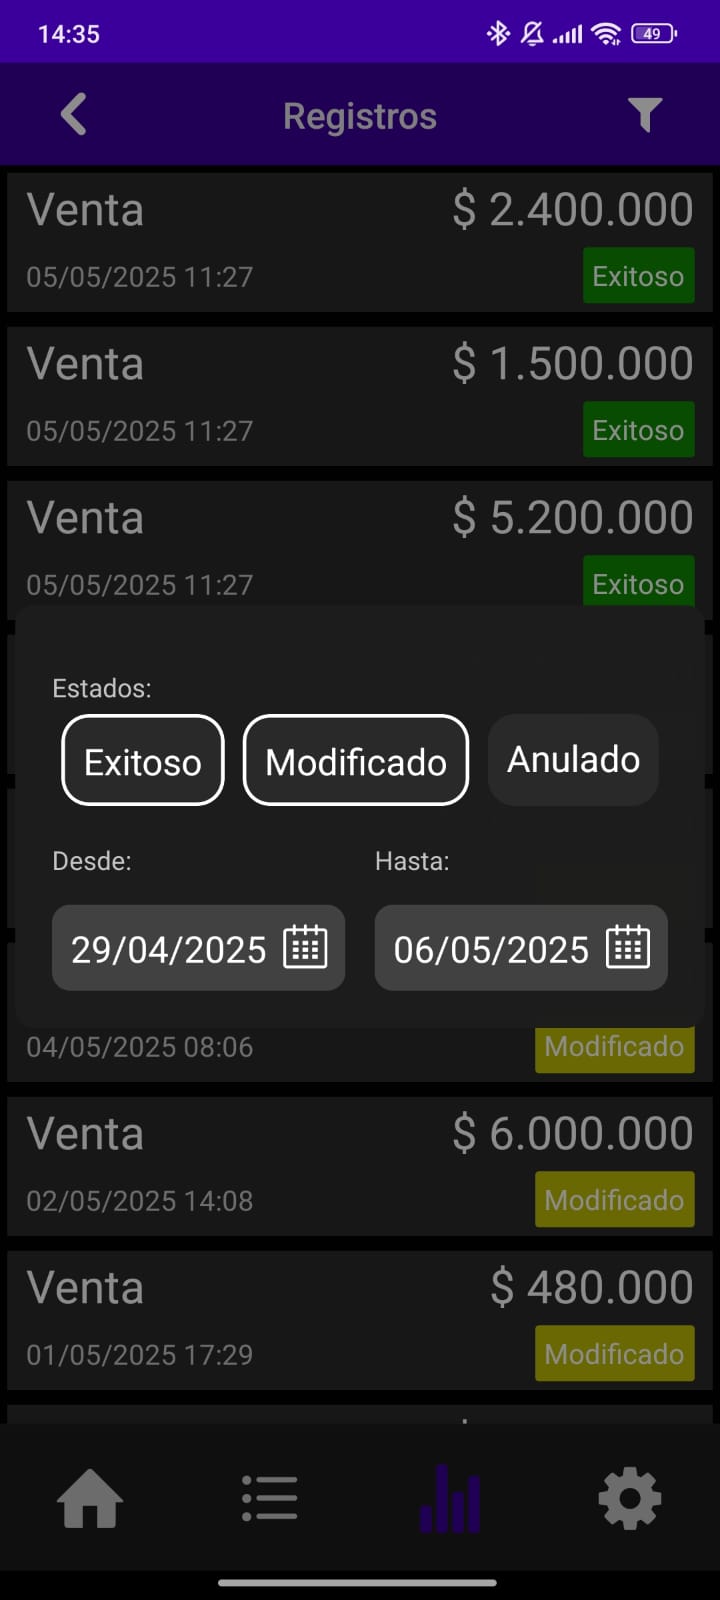 14:35
49
Registros
Venta $ 2.400.000
05/05/2025 11:27 Exitoso
Venta $ 1.500.000
05/05/2025 11:27 Exitoso
Venta $ 5.200.000
05/05/2025 11:27 Exitoso
Estados:
Exitoso Modificado Anulado
Desde: Hasta:
29/04/2025 06/05/2025
04/05/2025 08:06 Modificado
Venta $ 6.000.000
02/05/2025 14:08 Modificado
Venta $ 480.000
01/05/2025 17:29 Modificado